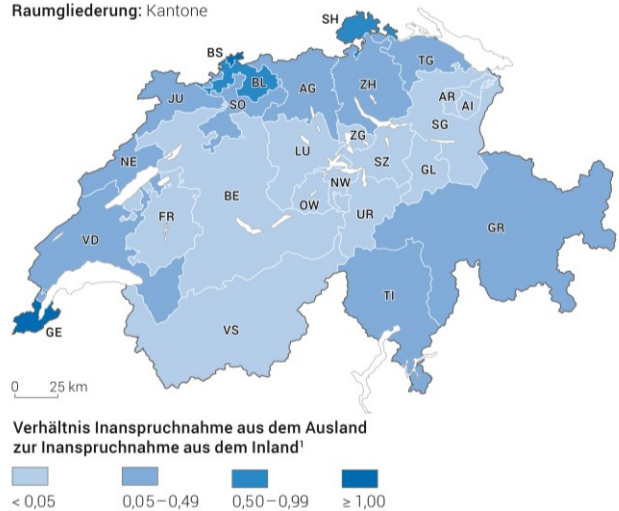 Raumgliederung: Kantone
SH
BS
BL
TG
JU
SO
AG
ZH
AR
AI
SG
NE
ZG
LU
SZ
GL
BE
NW
OW
FR
UR
GR
VD
TI
GE
VS
0 25 km
Verhältnis Inanspruchnahme aus dem Ausland
zur Inanspruchnahme aus dem Inland¹
< 0,05 0,05–0,49 0,50–0,99 ≥ 1,00